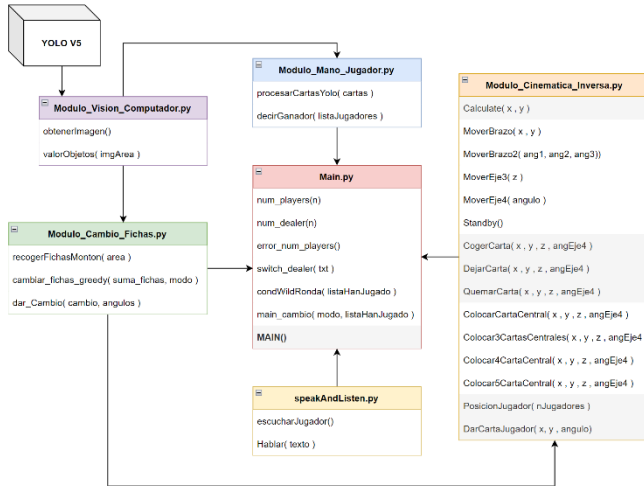 YOLO V5
Modulo_Vision_Computador.py
obtenerImagen()
valorObjetos( imgArea )
Modulo_Mano_Jugador.py
procesarCartasYolo( cartas )
decirGanador( listaJugadores )
Modulo_Cambio_Fichas.py
recogerFichasMonton( area )
cambiar_fichas_greedy( suma_fichas, modo )
dar_Cambio( cambio, angulos )
Main.py
num_players(n)
num_dealer(n)
error_num_players()
switch_dealer( txt )
condWildRonda( listaHanJugado )
main_cambio( modo, listaHanJugado )
MAIN()
speakAndListen.py
escucharJugador()
Hablar( texto )
Modulo_Cinematica_Inversa.py
Calculate( x , y )
MoverBrazo( x , y )
MoverBrazo2( ang1, ang2, ang3))
MoverEje3( z )
MoverEje4( angulo )
Standby()
CogerCarta( x , y , z , angEje4 )
DejarCarta( x , y , z , angEje4 )
QuemarCarta( x , y , z , angEje4 )
ColocarCartaCentral( x , y , z , angEje4 )
Colocar3CartasCentrales( x , y , z , angEje4
Colocar4CartaCentral( x , y , z , angEje4 )
Colocar5CartaCentral( x , y , z , angEje4 )
PosicionJugador( nJugadores )
DarCartaJugador( x, y , angulo)